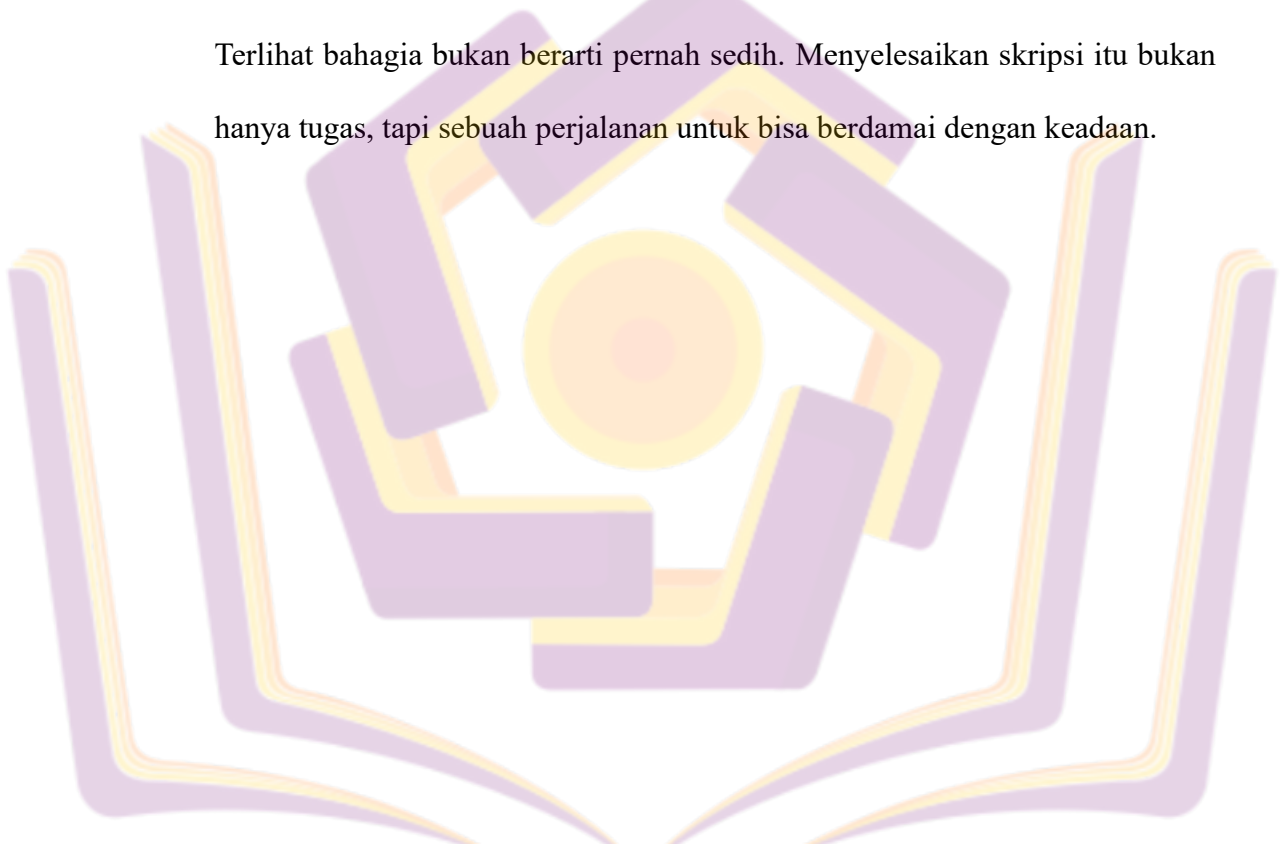 Terlihat bahagia bukan berarti pernah sedih. Menyelesaikan skripsi itu bukan
hanya tugas, tapi sebuah perjalanan untuk bisa berdamai dengan keadaan.